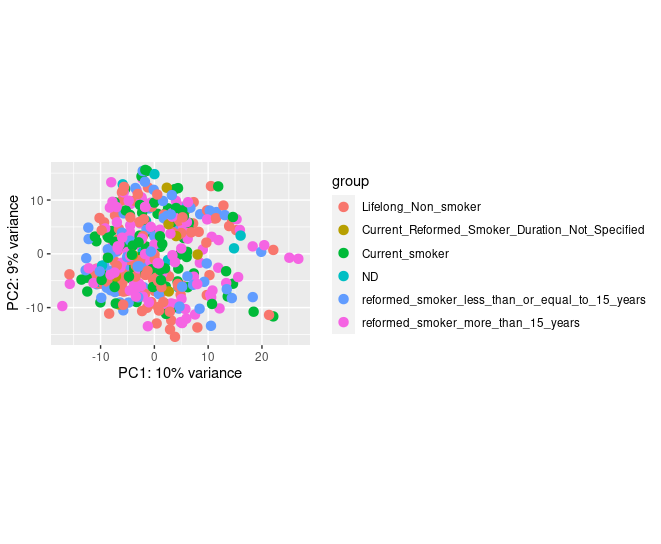 10
0
-10
PC2: 9% variance
-10
0
10
20
PC1: 10% variance
group
Lifelong_Non_smoker
Current_Reformed_Smoker_Duration_Not_Specified
Current_smoker
ND
reformed_smoker_less_than_or_equal_to_15_years
reformed_smoker_more_than_15_years